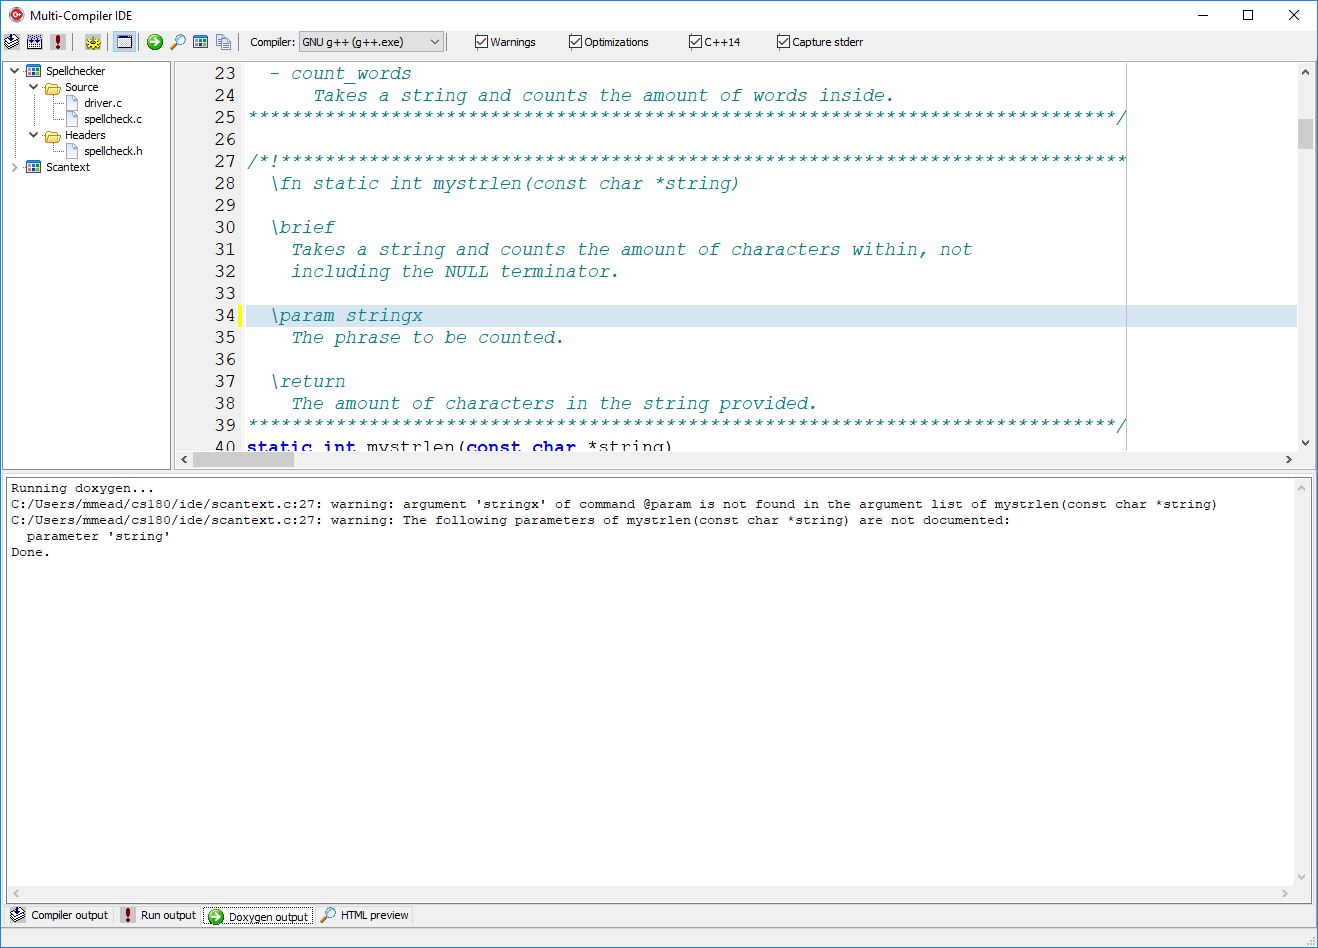 Multi-Compiler IDE
Compiler: GNU g++ (g++.exe) Warnings Optimizations C++14 Capture stderr
Spellchecker
Source
driver.c
spellcheck.c
Headers
spellcheck.h
Scantext
23 - count_words
24 Takes a string and counts the amount of words inside.
25 *******************************************************************************/
26
27 /*!*****************************************************************************
28 \fn static int mystrlen(const char *string)
29
30 \brief
31 Takes a string and counts the amount of characters within, not
32 including the NULL terminator.
33
34 \param stringx
35 The phrase to be counted.
36
37 \return
38 The amount of characters in the string provided.
39 *******************************************************************************/
40 static int mystrlen(const char *string)
Running doxygen...
C:/Users/mmead/cs180/ide/scantext.c:27: warning: argument 'stringx' of command @param is not found in the argument list of mystrlen(const char *string)
C:/Users/mmead/cs180/ide/scantext.c:27: warning: The following parameters of mystrlen(const char *string) are not documented:
parameter 'string'
Done.
Compiler output Run output Doxygen output HTML preview